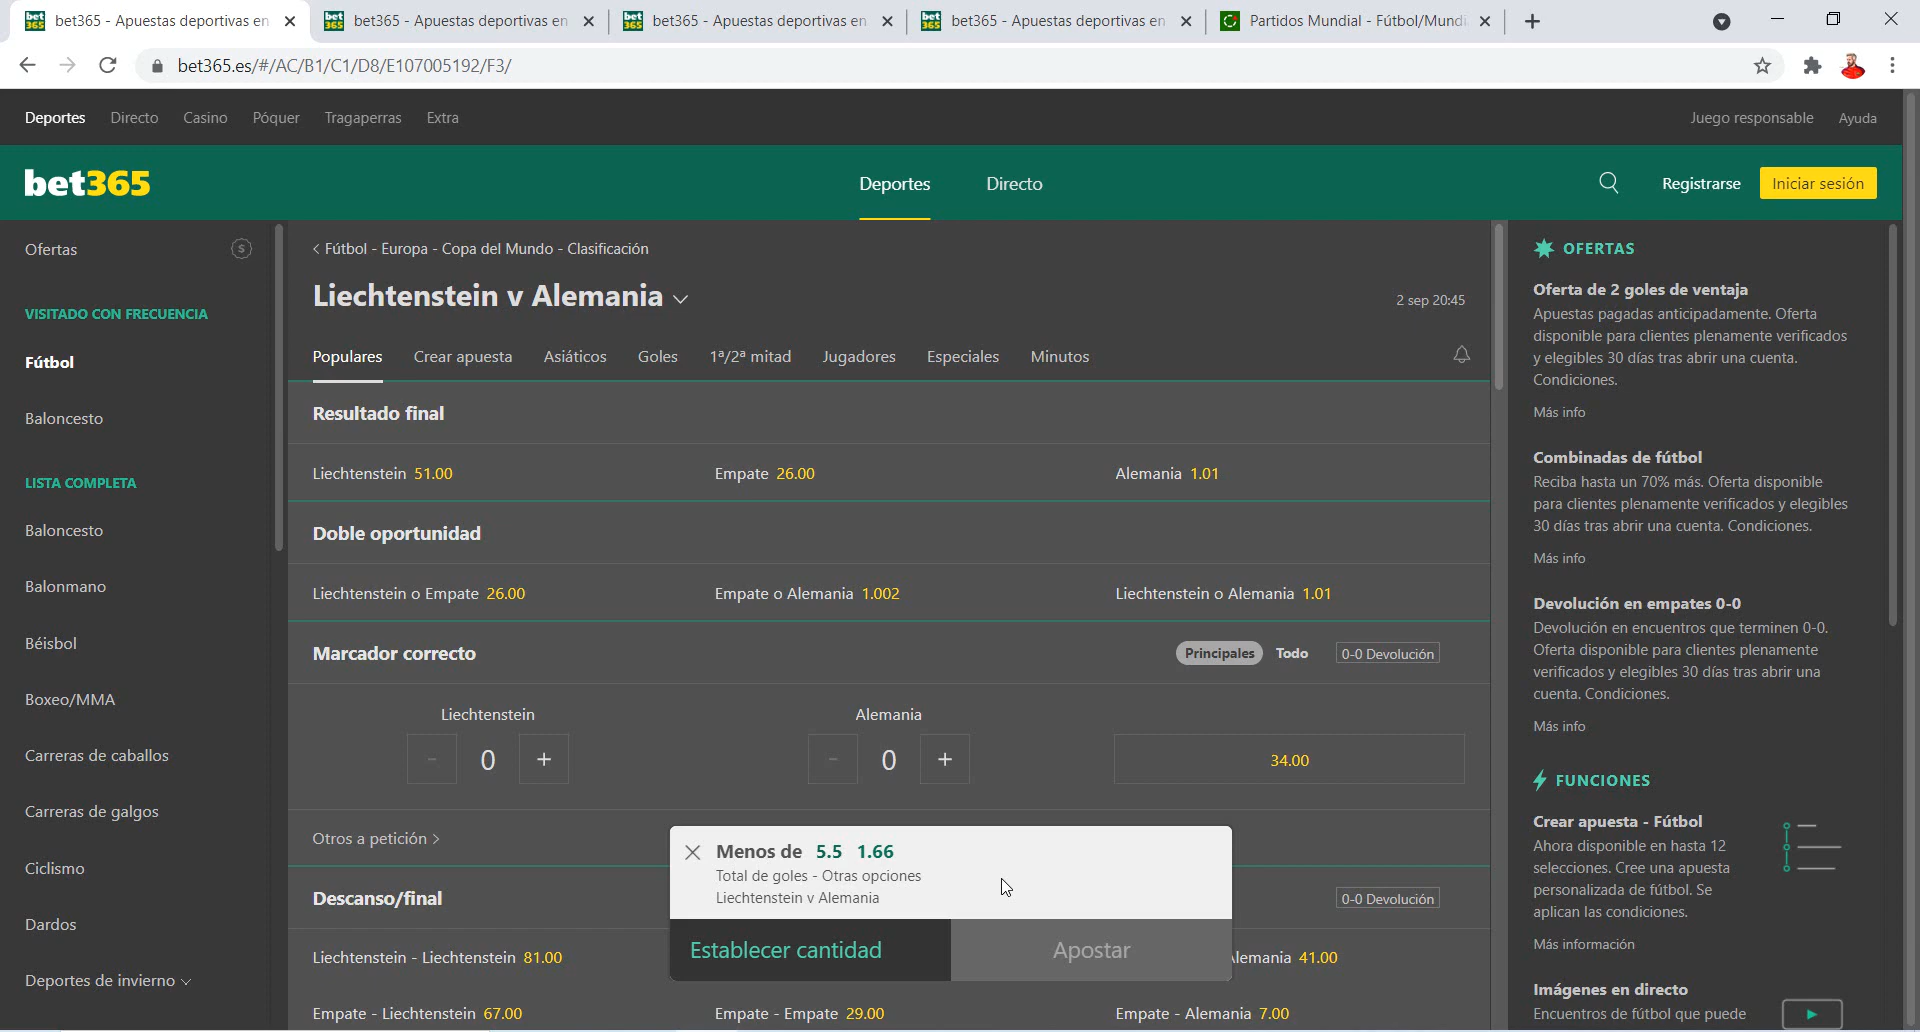 bet365 - Apuestas deportivas en
bet365 - Apuestas deportivas en
bet365 - Apuestas deportivas en
bet365 - Apuestas deportivas en
Partidos Mundial - Fútbol/Mundi
bet365.es/#/AC/B1/C1/D8/E107005192/F3/
Deportes Directo Casino Póquer Tragaperras Extra
Juego responsable Ayuda
bet365
Deportes Directo
Registrarse Iniciar sesión
Ofertas
VISITADO CON FRECUENCIA
Fútbol
Baloncesto
LISTA COMPLETA
Baloncesto
Balonmano
Béisbol
Boxeo/MMA
Carreras de caballos
Carreras de galgos
Ciclismo
Dardos
Deportes de invierno
< Fútbol - Europa - Copa del Mundo - Clasificación
Liechtenstein v Alemania
2 sep 20:45
Populares Crear apuesta Asiáticos Goles 1ª/2ª mitad Jugadores Especiales Minutos
Resultado final
Liechtenstein 51.00 Empate 26.00 Alemania 1.01
Doble oportunidad
Liechtenstein o Empate 26.00 Empate o Alemania 1.002 Liechtenstein o Alemania 1.01
Marcador correcto
Principales Todo 0-0 Devolución
Liechtenstein Alemania
- 0 + - 0 + 34.00
Otros a petición >
Descanso/final
0-0 Devolución
Liechtenstein - Liechtenstein 81.00
lemania 41.00
Empate - Liechtenstein 67.00 Empate - Empate 29.00 Empate - Alemania 7.00
Menos de 5.5 1.66
Total de goles - Otras opciones
Liechtenstein v Alemania
Establecer cantidad Apostar
OFERTAS
Oferta de 2 goles de ventaja
Apuestas pagadas anticipadamente. Oferta
disponible para clientes plenamente verificados
y elegibles 30 días tras abrir una cuenta.
Condiciones.
Más info
Combinadas de fútbol
Reciba hasta un 70% más. Oferta disponible
para clientes plenamente verificados y elegibles
30 días tras abrir una cuenta. Condiciones.
Más info
Devolución en empates 0-0
Devolución en encuentros que terminen 0-0.
Oferta disponible para clientes plenamente
verificados y elegibles 30 días tras abrir una
cuenta. Condiciones.
Más info
FUNCIONES
Crear apuesta - Fútbol
Ahora disponible en hasta 12
selecciones. Cree una apuesta
personalizada de fútbol. Se
aplican las condiciones.
Más información
Imágenes en directo
Encuentros de fútbol que puede